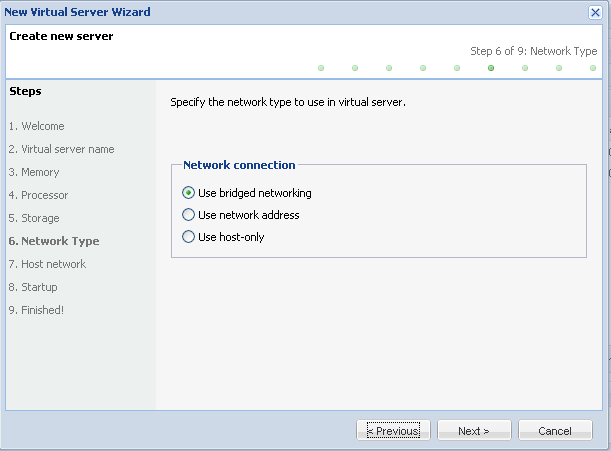 New Virtual Server Wizard
Create new server
Step 6 of 9: Network Type
Steps
1. Welcome
2. Virtual server name
3. Memory
4. Processor
5. Storage
6. Network Type
7. Host network
8. Startup
9. Finished!
Specify the network type to use in virtual server.
Network connection
Use bridged networking
Use network address
Use host-only
< Previous
Next >
Cancel